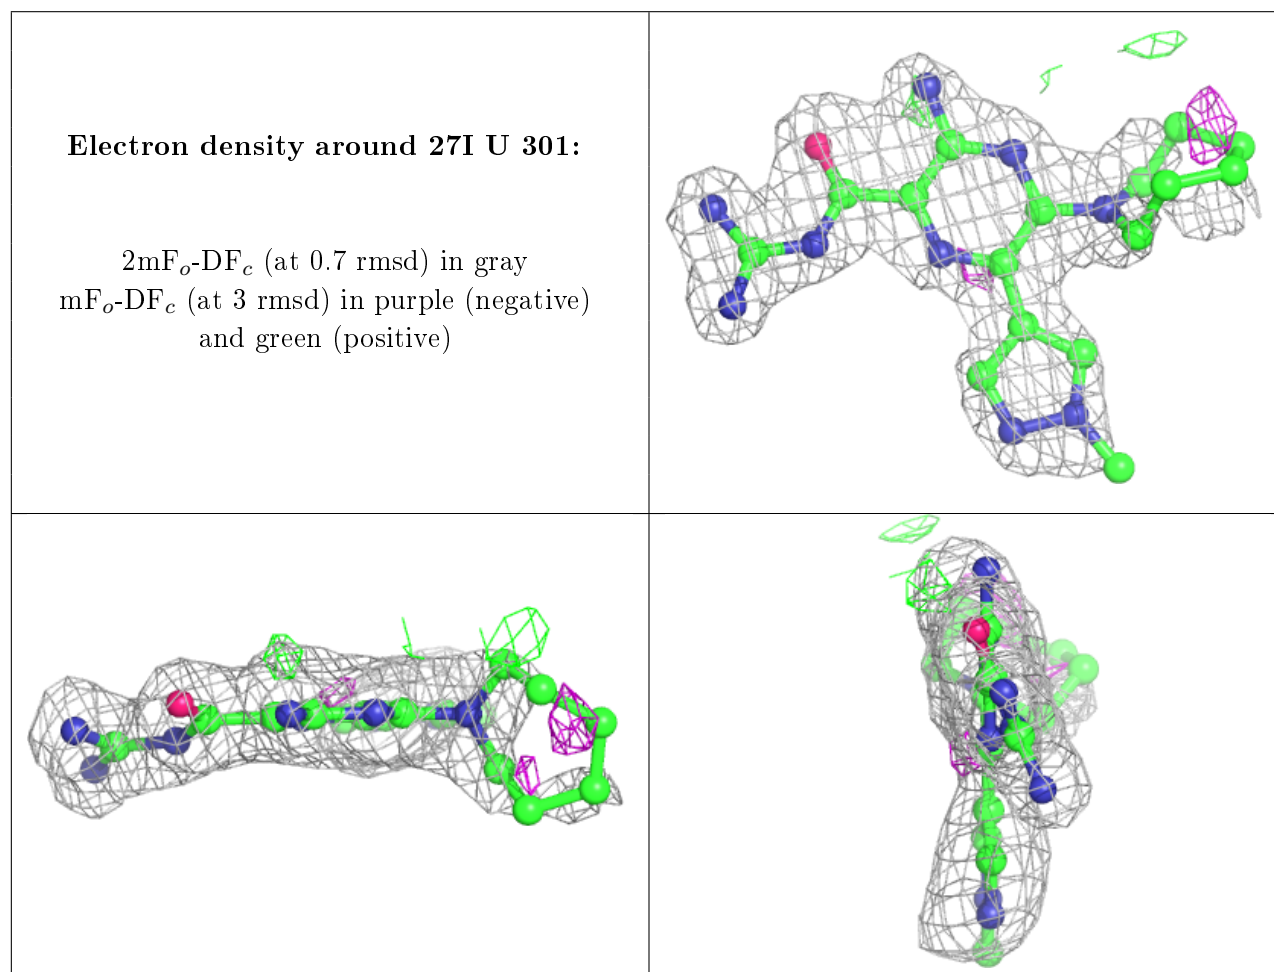 Electron density around 27I U 301:
2mFₒ-DF𝒸 (at 0.7 rmsd) in gray
mFₒ-DF𝒸 (at 3 rmsd) in purple (negative)
and green (positive)